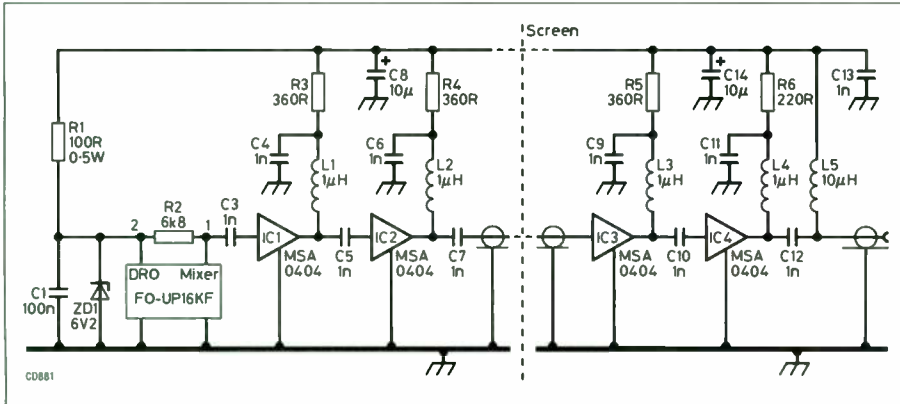 Screen
R1
100R
0·5W
R3
360R
C8
10µ
R4
360R
R5
360R
C14
10µ
R6
220R
C13
1n
C4
1n
L1
1µH
C6
1n
L2
1µH
C9
1n
L3
1µH
C11
1n
L4
1µH
L5
10µH
R2
6k8
2
1
C3
1n
IC1
MSA
0404
C5
1n
IC2
MSA
0404
C7
1n
IC3
MSA
0404
C10
1n
IC4
MSA
0404
C12
1n
C1
100n
ZD1
6V2
DRO Mixer
FO-UP16KF
+
+
CD881